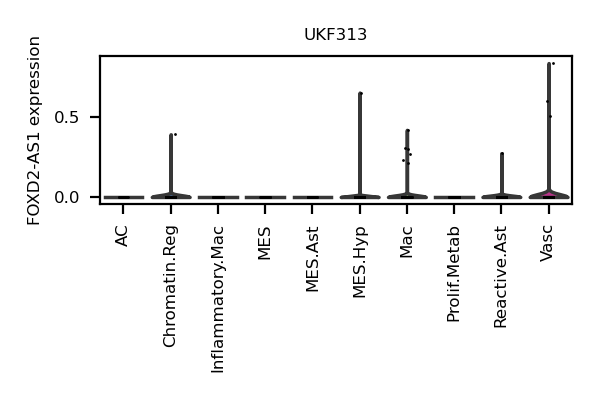 UKF313
FOXD2-AS1 expression
0.5
0.0
AC
Chromatin.Reg
Inflammatory.Mac
MES
MES.Ast
MES.Hyp
Mac
Prolif.Metab
Reactive.Ast
Vasc